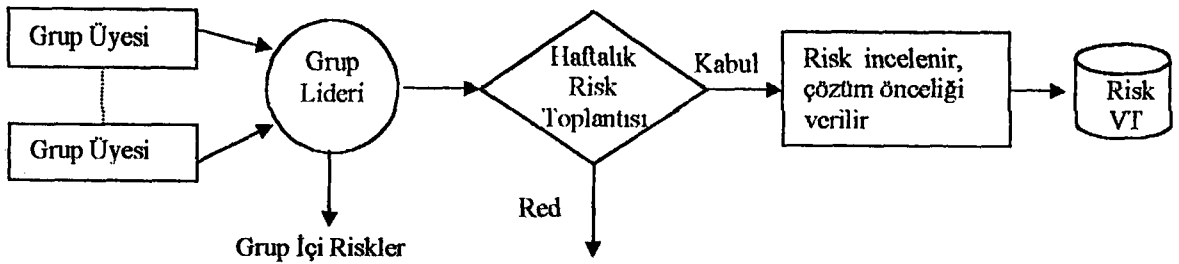 Grup Üyesi
Grup Üyesi
Grup
Lideri
Grup İçi Riskler
Haftalık
Risk
Toplantısı
Kabul
Red
Risk incelenir,
çözüm önceliği
verilir
Risk
VT